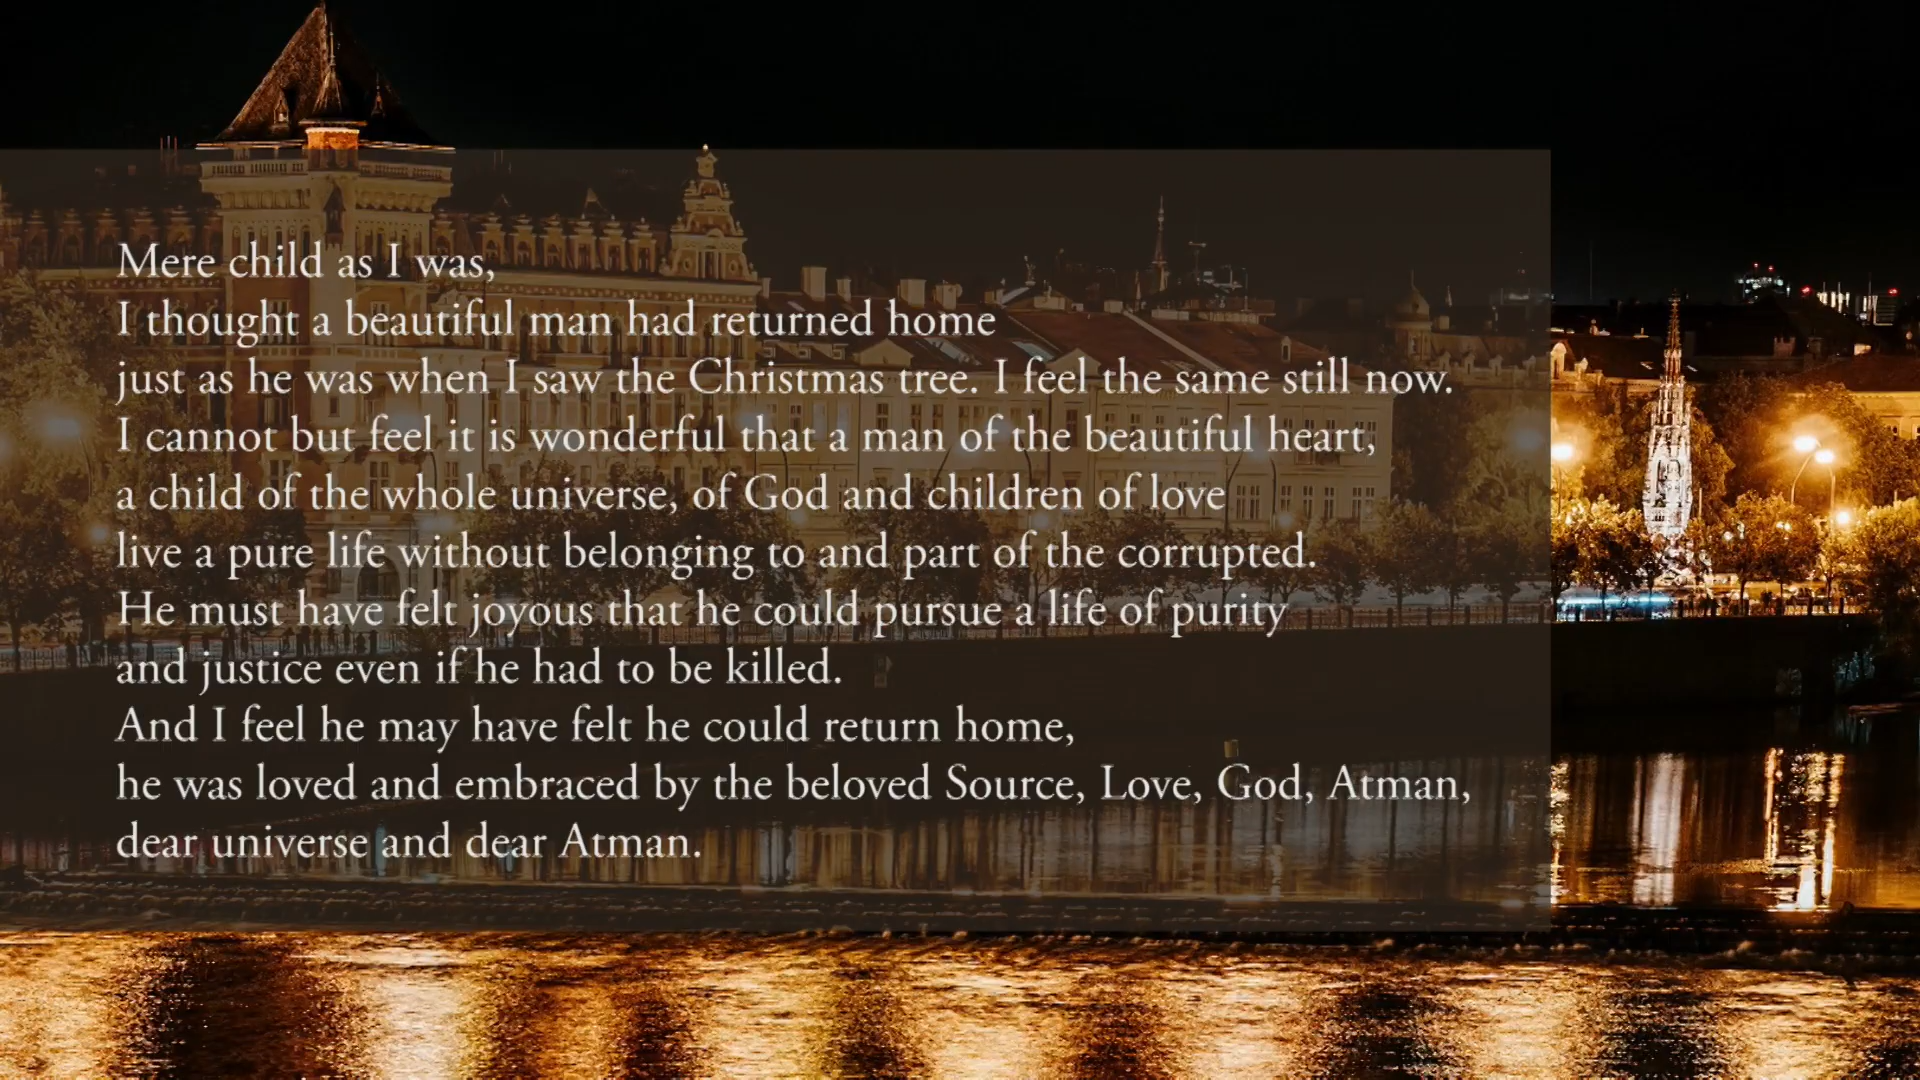 Mere child as I was,
I thought a beautiful man had returned home
just as he was when I saw the Christmas tree. I feel the same still now.
I cannot but feel it is wonderful that a man of the beautiful heart,
a child of the whole universe, of God and children of love
live a pure life without belonging to and part of the corrupted.
He must have felt joyous that he could pursue a life of purity
and justice even if he had to be killed.
And I feel he may have felt he could return home,
he was loved and embraced by the beloved Source, Love, God, Atman,
dear universe and dear Atman.